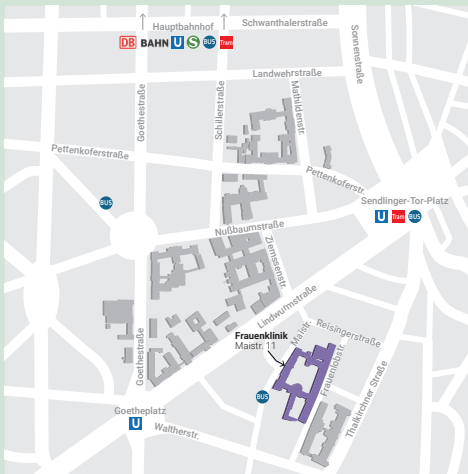 Hauptbahnhof
DB BAHN U S BUS Tram
Schwanthalerstraße
Sonnenstraße
Landwehrstraße
Mathildenstr.
Goethestraße
Schillerstraße
Pettenkoferstraße
Pettenkoferstr.
BUS
Sendlinger-Tor-Platz
U Tram BUS
Nußbaumstraße
Ziemssenstr.
Lindwurmstraße
Goethestraße
Frauenklinik
Maistr. 11
Maistr.
Reisingerstraße
Frauenlobstr.
Thalkirchner Straße
BUS
Goetheplatz
U
Waltherstr.